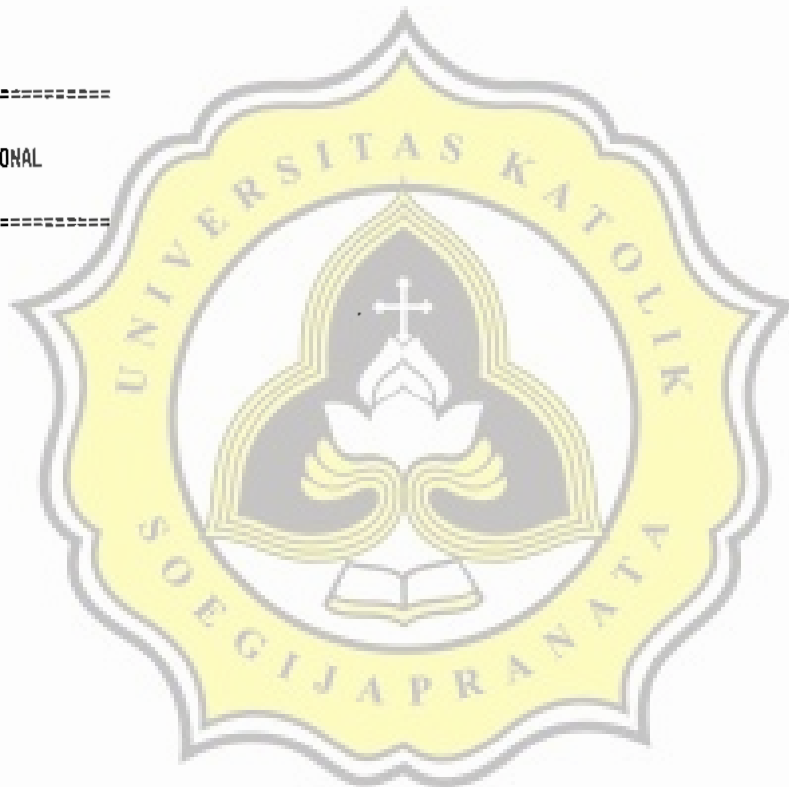 ===========
ONAL
===========
UNIVERSITAS KATOLIK
SOEGIJAPRANATA